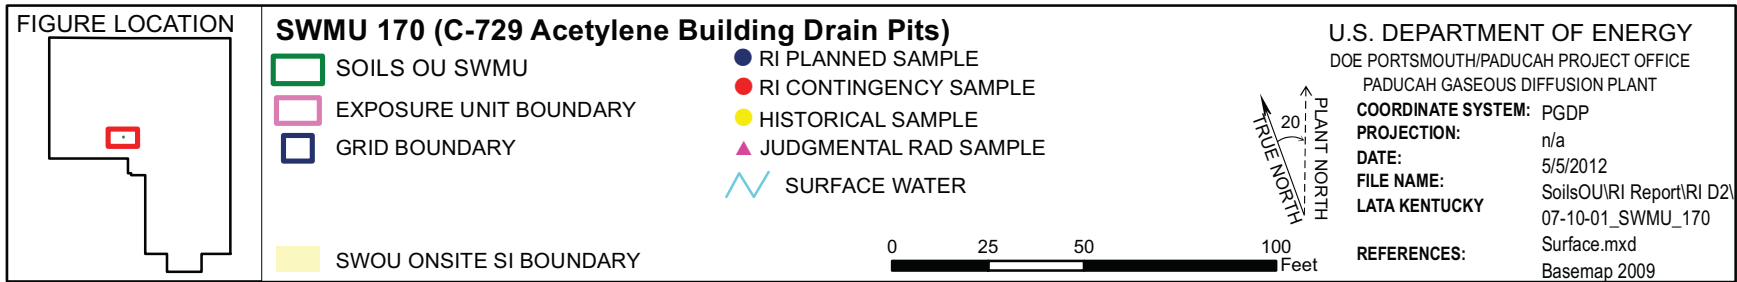 FIGURE LOCATION
SWMU 170 (C-729 Acetylene Building Drain Pits)
SOILS OU SWMU
EXPOSURE UNIT BOUNDARY
GRID BOUNDARY
SWOU ONSITE SI BOUNDARY
RI PLANNED SAMPLE
RI CONTINGENCY SAMPLE
HISTORICAL SAMPLE
JUDGMENTAL RAD SAMPLE
SURFACE WATER
0 25 50 100
Feet
TRUE NORTH
20
PLANT NORTH
U.S. DEPARTMENT OF ENERGY
DOE PORTSMOUTH/PADUCAH PROJECT OFFICE
PADUCAH GASEOUS DIFFUSION PLANT
COORDINATE SYSTEM: PGDP
PROJECTION: n/a
DATE: 5/5/2012
FILE NAME: SoilsOU\RI Report\RI D2\
LATA KENTUCKY 07-10-01_SWMU_170
REFERENCES: Surface.mxd
Basemap 2009